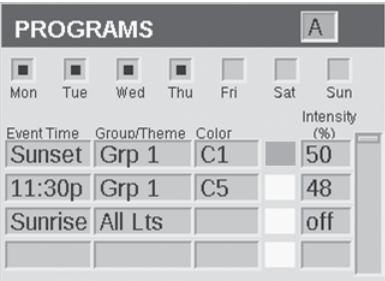 PROGRAMS A
Mon Tue Wed Thu Fri Sat Sun
Event Time Group/Theme Color Intensity (%)
Sunset Grp 1 C1 50
11:30p Grp 1 C5 48
Sunrise All Lts off